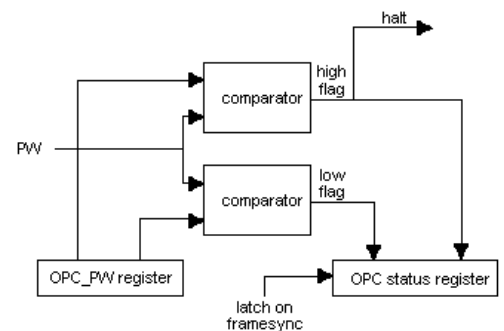 halt
high
flag
comparator
PW
low
flag
comparator
OPC_PW register
OPC status register
latch on
framesync